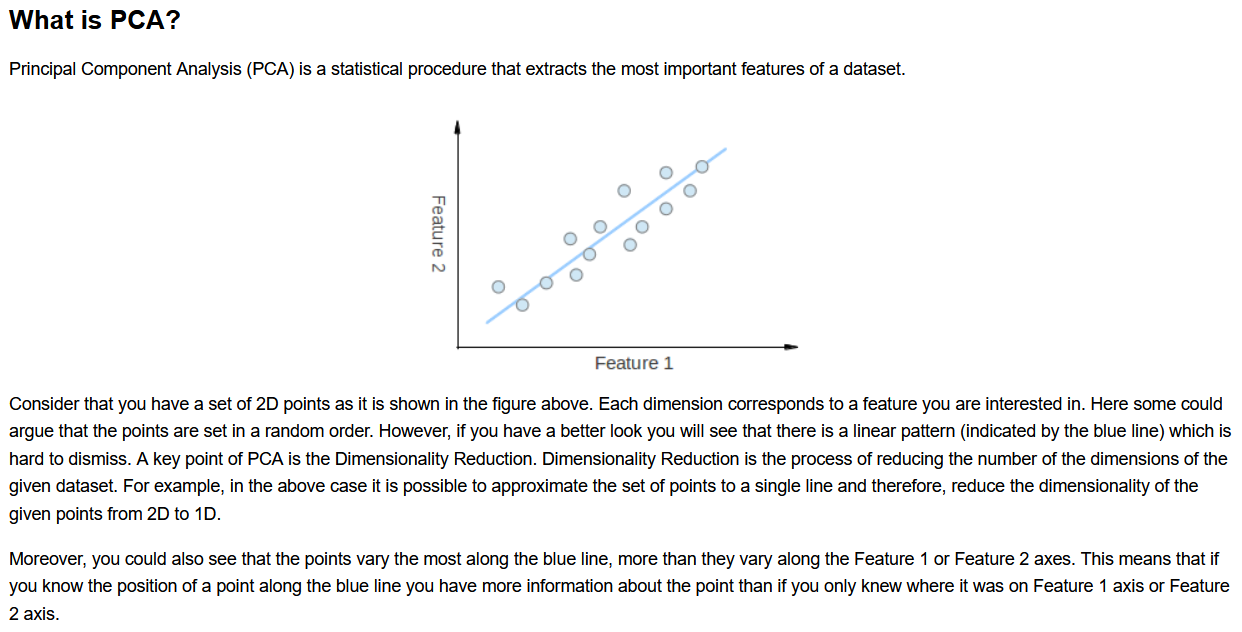 What is PCA?
Principal Component Analysis (PCA) is a statistical procedure that extracts the most important features of a dataset.
Feature 2
Feature 1
Consider that you have a set of 2D points as it is shown in the figure above. Each dimension corresponds to a feature you are interested in. Here some could
argue that the points are set in a random order. However, if you have a better look you will see that there is a linear pattern (indicated by the blue line) which is
hard to dismiss. A key point of PCA is the Dimensionality Reduction. Dimensionality Reduction is the process of reducing the number of the dimensions of the
given dataset. For example, in the above case it is possible to approximate the set of points to a single line and therefore, reduce the dimensionality of the
given points from 2D to 1D.
Moreover, you could also see that the points vary the most along the blue line, more than they vary along the Feature 1 or Feature 2 axes. This means that if
you know the position of a point along the blue line you have more information about the point than if you only knew where it was on Feature 1 axis or Feature
2 axis.